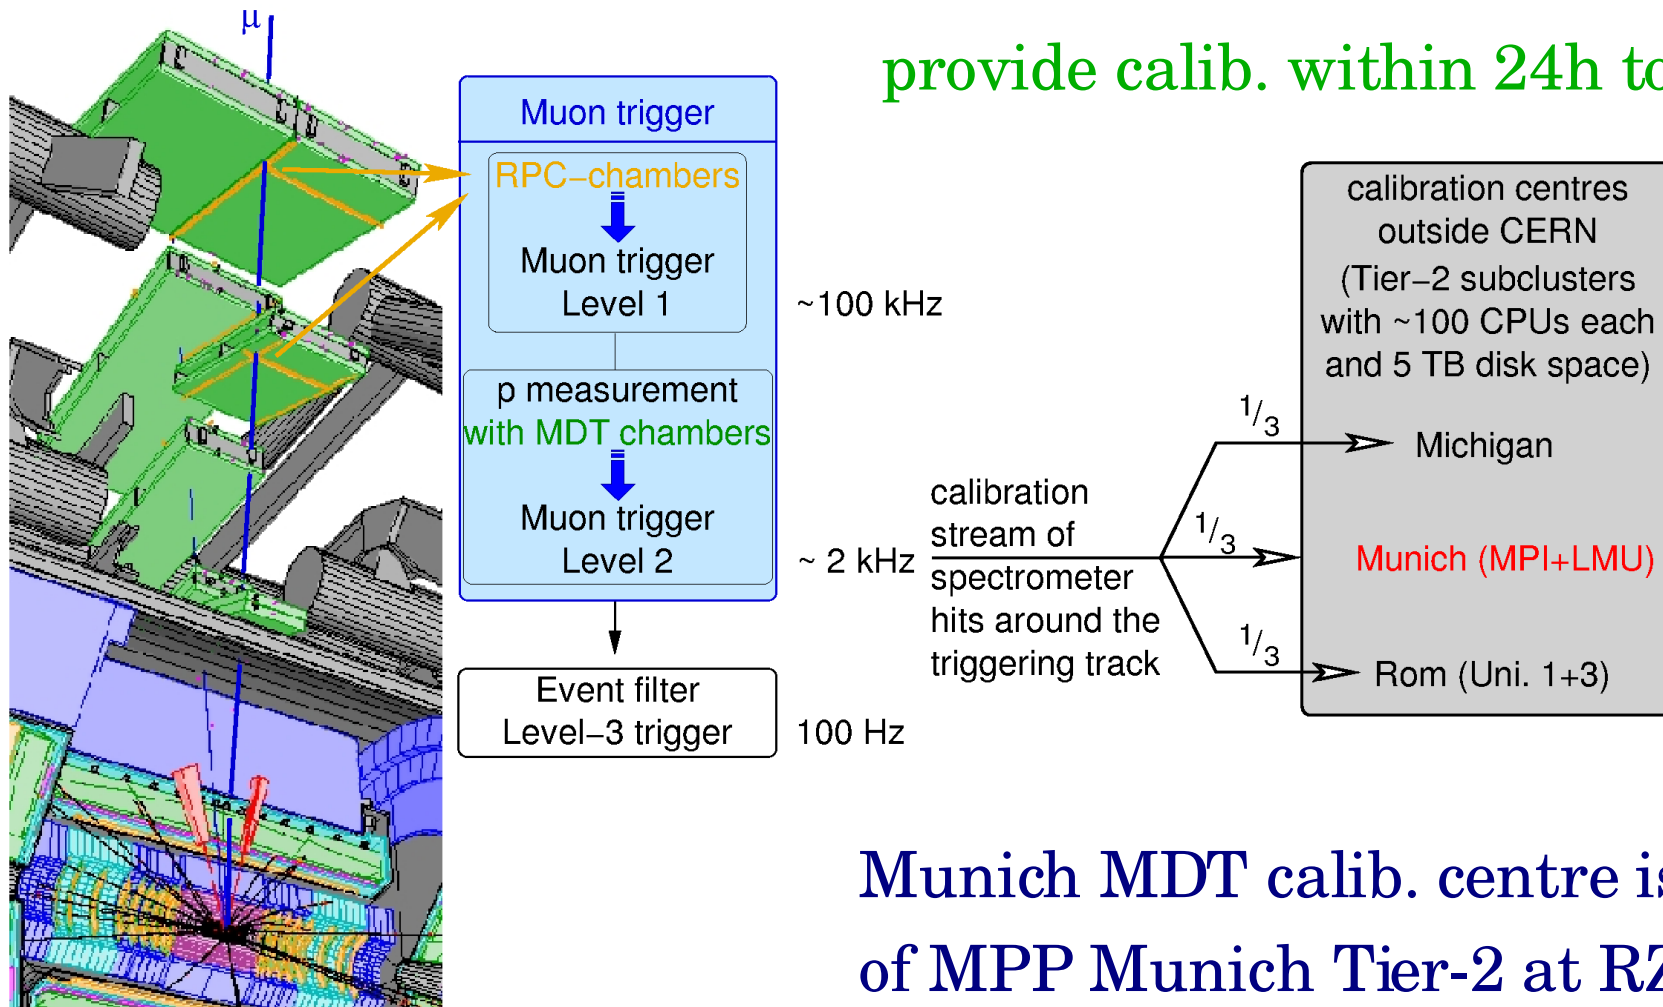 μ
provide calib. within 24h to
Muon trigger
RPC−chambers
Muon trigger
Level 1
~100 kHz
p measurement
with MDT chambers
Muon trigger
Level 2
~ 2 kHz
Event filter
Level−3 trigger
100 Hz
calibration
stream of
spectrometer
hits around the
triggering track
calibration centres
outside CERN
(Tier−2 subclusters
with ~100 CPUs each
and 5 TB disk space)
1/3
Michigan
1/3
Munich (MPI+LMU)
1/3
Rom (Uni. 1+3)
Munich MDT calib. centre is
of MPP Munich Tier-2 at RZ